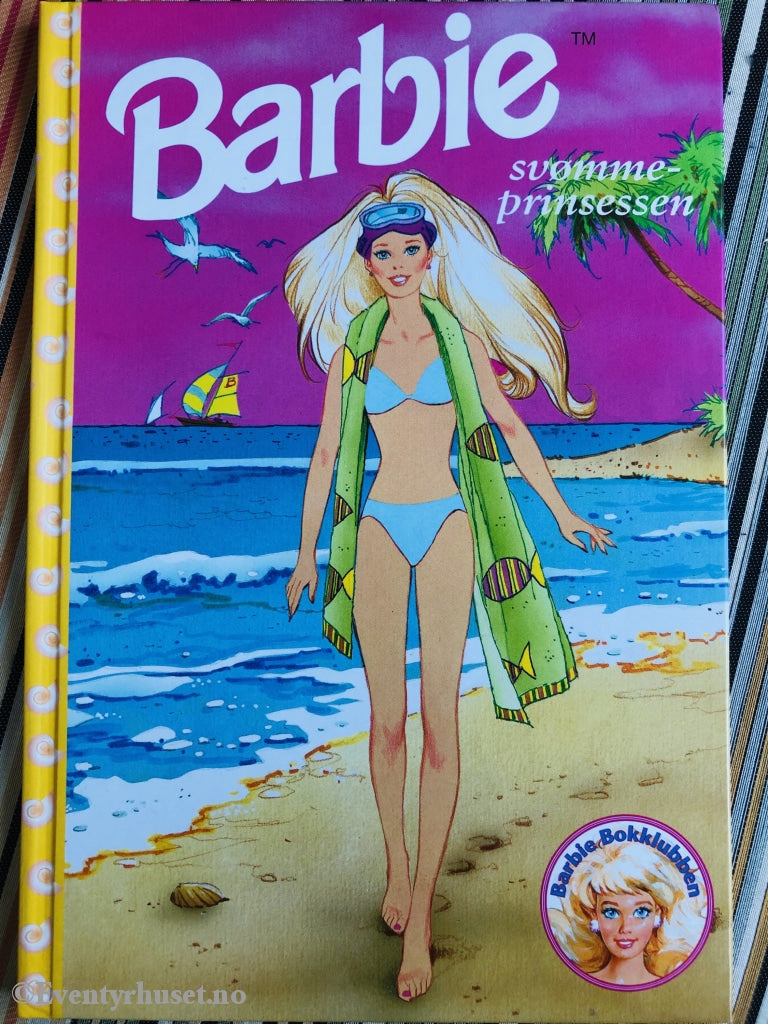 Barbie™
svømme-
prinsessen
B
Barbie Bokklubben
©Eventyrhuset.no